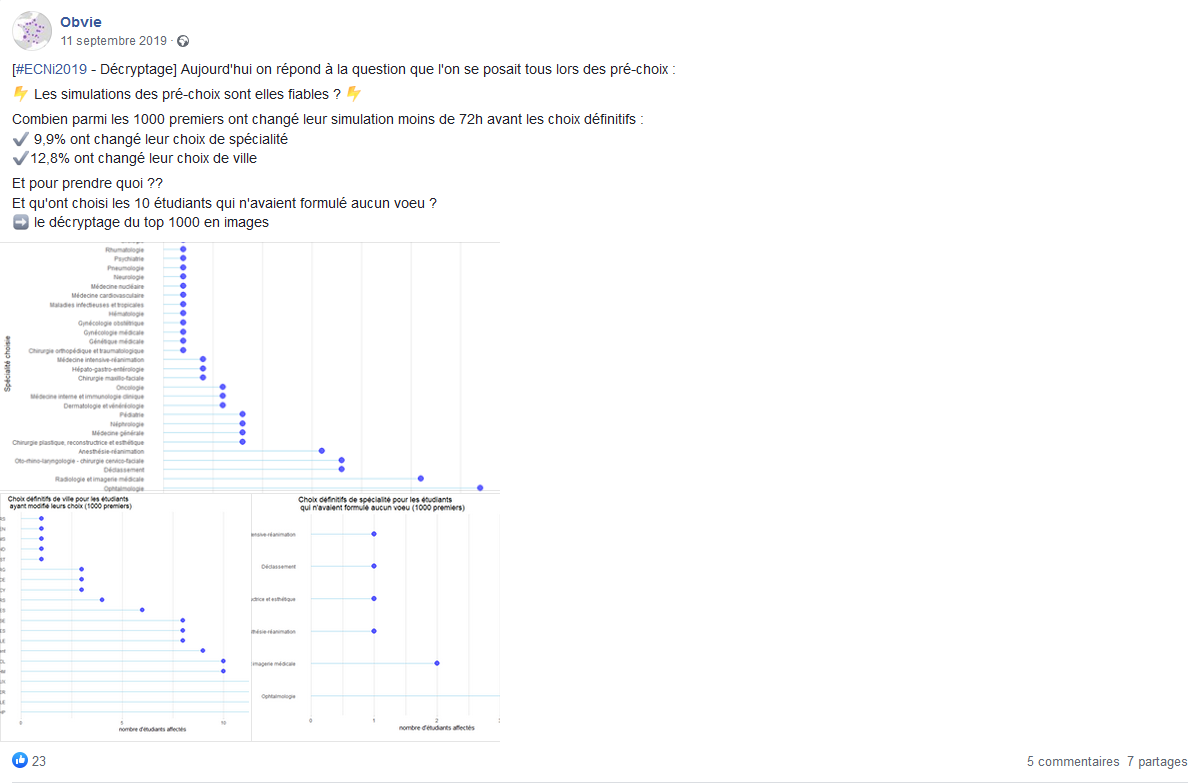 Obvie
11 septembre 2019 ·
[#ECNi2019 - Décryptage] Aujourd'hui on répond à la question que l'on se posait tous lors des pré-choix :
⚡ Les simulations des pré-choix sont elles fiables ? ⚡
Combien parmi les 1000 premiers ont changé leur simulation moins de 72h avant les choix définitifs :
✔ 9,9% ont changé leur choix de spécialité
✔12,8% ont changé leur choix de ville
Et pour prendre quoi ??
Et qu'ont choisi les 10 étudiants qui n'avaient formulé aucun voeu ?
➡ le décryptage du top 1000 en images
Rhumatologie
Psychiatrie
Pneumologie
Neurologie
Médecine nucléaire
Médecine cardiovasculaire
Maladies infectieuses et tropicales
Hématologie
Gynécologie obstétrique
Gynécologie médicale
Génétique médicale
Chirurgie orthopédique et traumatologique
Médecine intensive-réanimation
Hépato-gastro-entérologie
Chirurgie maxillo-faciale
Oncologie
Médecine interne et immunologie clinique
Dermatologie et vénéréologie
Pédiatrie
Néphrologie
Médecine générale
Chirurgie plastique, reconstructrice et esthétique
Anesthésie-réanimation
Oto-rhino-laryngologie - chirurgie cervico-faciale
Déclassement
Radiologie et imagerie médicale
Ophtalmologie
Spécialité choisie
Choix définitifs de ville pour les étudiants
ayant modifié leurs choix (1000 premiers)
0 5 10
nombre d'étudiants affectés
Choix définitifs de spécialité pour les étudiants
qui n'avaient formulé aucun voeu (1000 premiers)
ensive-réanimation
Déclassement
uctrice et esthétique
thésie-réanimation
imagerie médicale
Ophtalmologie
0 1 2
nombre d'étudiants affectés
23
5 commentaires 7 partages